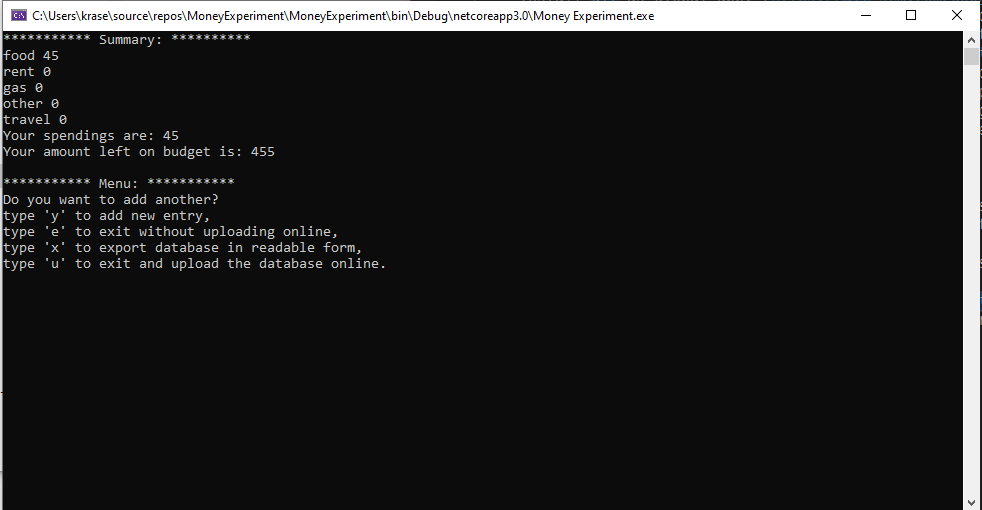 C:\Users\krase\source\repos\MoneyExperiment\MoneyExperiment\bin\Debug\netcoreapp3.0\Money Experiment.exe
*********** Summary: **********
food 45
rent 0
gas 0
other 0
travel 0
Your spendings are: 45
Your amount left on budget is: 455
*********** Menu: ***********
Do you want to add another?
type 'y' to add new entry,
type 'e' to exit without uploading online,
type 'x' to export database in readable form,
type 'u' to exit and upload the database online.